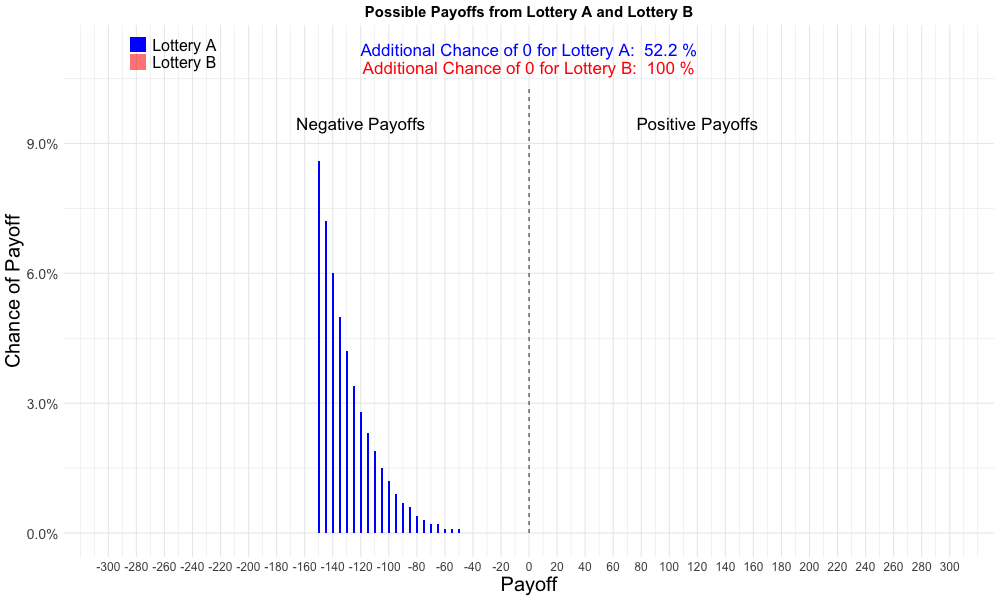 Possible Payoffs from Lottery A and Lottery B
Lottery A
Lottery B
Additional Chance of 0 for Lottery A: 52.2 %
Additional Chance of 0 for Lottery B: 100 %
Negative Payoffs
Positive Payoffs
9.0%
6.0%
3.0%
0.0%
Chance of Payoff
-300 -280 -260 -240 -220 -200 -180 -160 -140 -120 -100 -80 -60 -40 -20 0 20 40 60 80 100 120 140 160 180 200 220 240 260 280 300
Payoff